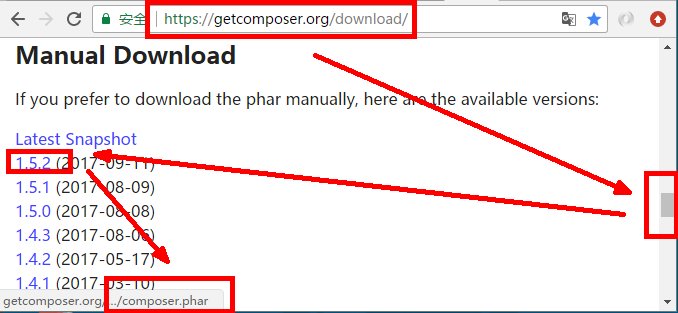 安全 https://getcomposer.org/download/
Manual Download
If you prefer to download the phar manually, here are the available versions:
Latest Snapshot
1.5.2 (2017-09-11)
1.5.1 (2017-08-09)
1.5.0 (2017-08-08)
1.4.3 (2017-08-06)
1.4.2 (2017-05-17)
1.4.1 (2017-03-10)
getcomposer.org/.../composer.phar